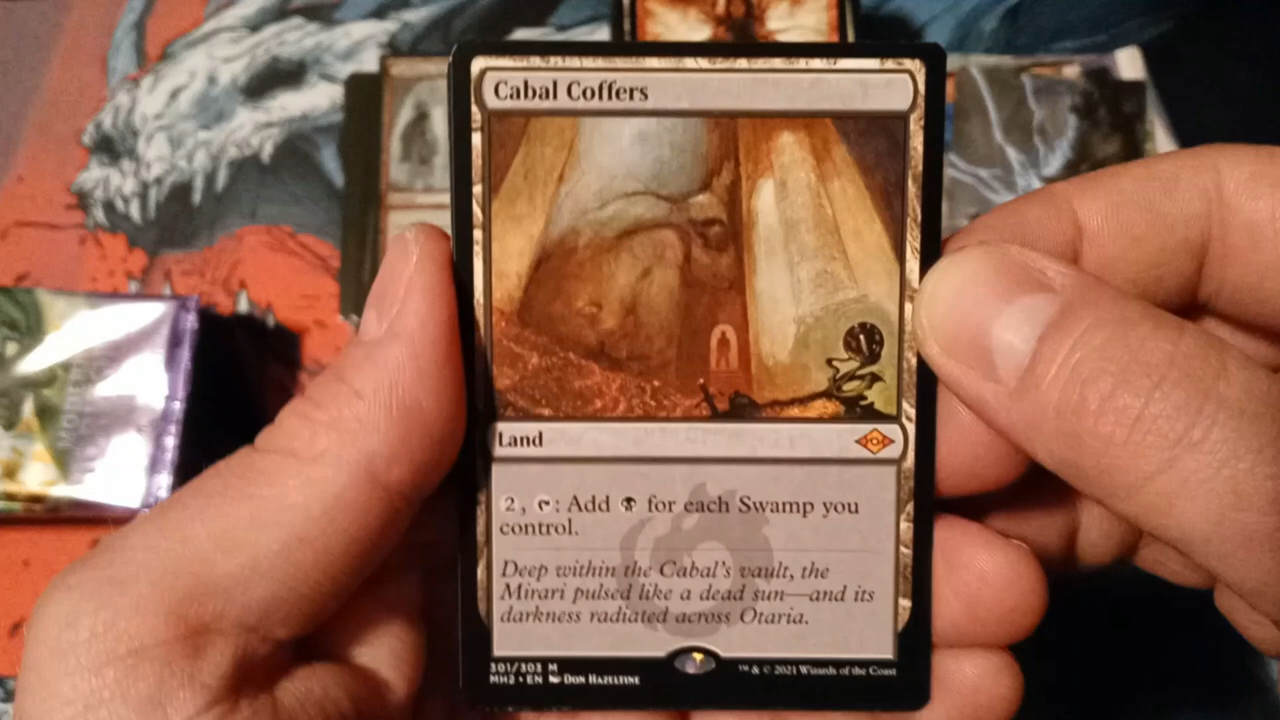 Cabal Coffers
Land
2, : Add for each Swamp you
control.
Deep within the Cabal's vault, the
Mirari pulsed like a dead sun—and its
darkness radiated across Otaria.
301/303 M
MH2 • EN Don Hazeltine
™ & © 2021 Wizards of the Coast